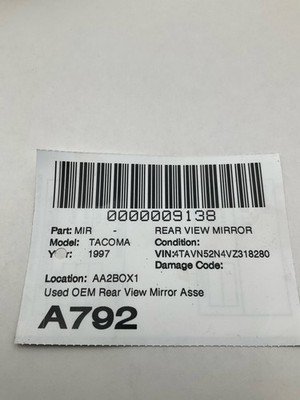 0000009138
Part: MIR - REAR VIEW MIRROR
Model: TACOMA Condition:
1997 VIN:4TAVN52N4VZ318280
Damage Code:
Location: AA2BOX1
Used OEM Rear View Mirror Asse
A792